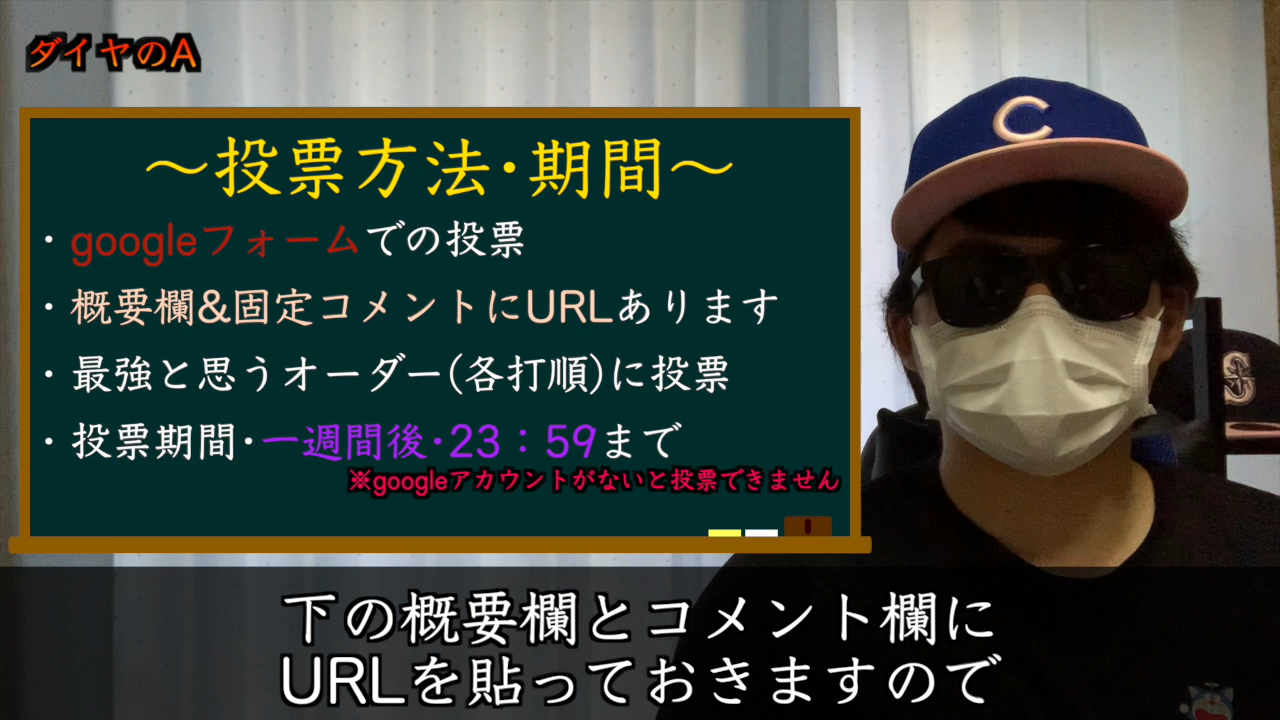 ダイヤのA
～投票方法・期間～
・googleフォームでの投票
・概要欄&固定コメントにURLあります
・最強と思うオーダー(各打順)に投票
・投票期間・一週間後・23：59まで
※googleアカウントがないと投票できません
C
S
下の概要欄とコメント欄に
URLを貼っておきますので